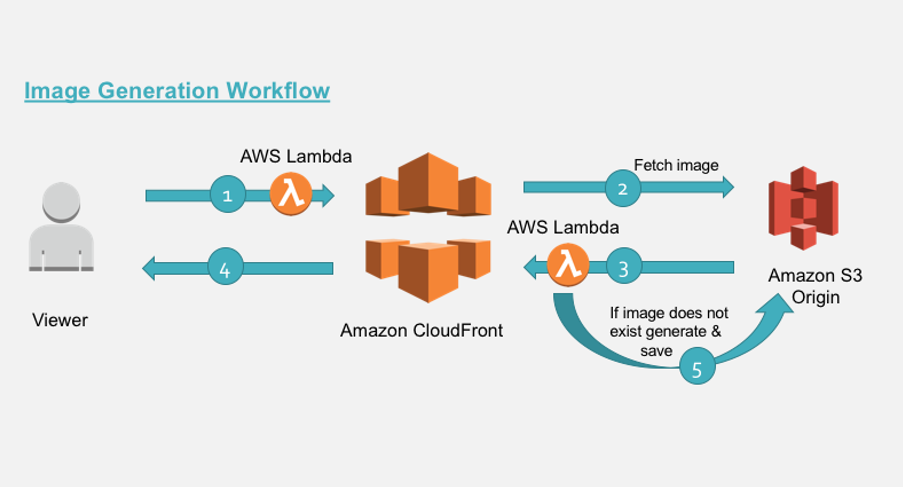 Image Generation Workflow
AWS Lambda
1
λ
2
Fetch image
AWS Lambda
λ
3
4
Viewer
Amazon CloudFront
Amazon S3
Origin
If image does not
exist generate &
save
5